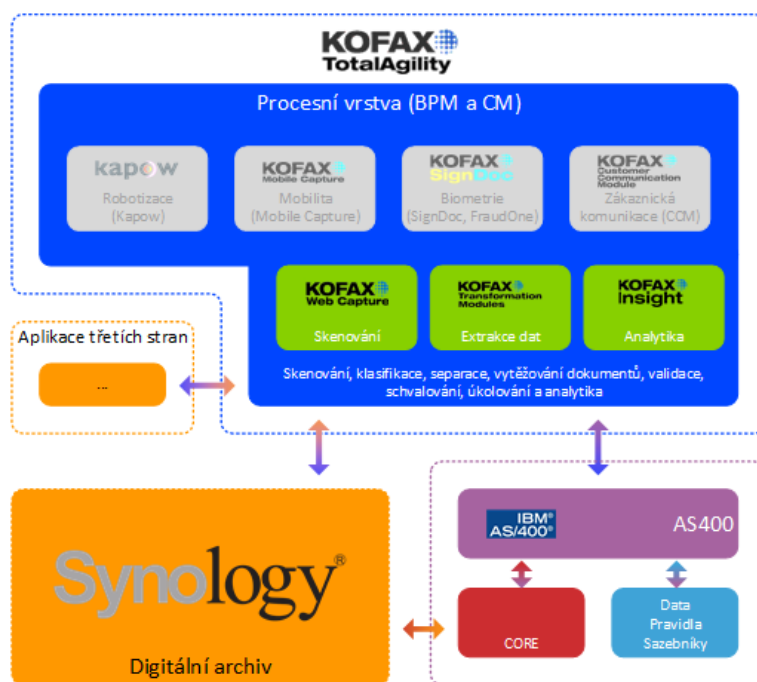 KOFAX
TotalAgility
Procesní vrstva (BPM a CM)
kapow
Robotizace
(Kapow)
KOFAX
Mobile Capture
Mobilita
(Mobile Capture)
KOFAX
SignDoc
Biometrie
(SignDoc, FraudOne)
KOFAX
Customer
Communication
Module
Zákaznická
komunikace (CCM)
KOFAX
Web Capture
Skenování
KOFAX
Transformation
Modules
Extrakce dat
KOFAX
Insight
Analytika
Skenování, klasifikace, separace, vytěžování dokumentů, validace,
schvalování, úkolování a analytika
Aplikace třetích stran
...
Synology®
Digitální archiv
IBM®
AS/400®
AS400
CORE
Data
Pravidla
Sazebníky